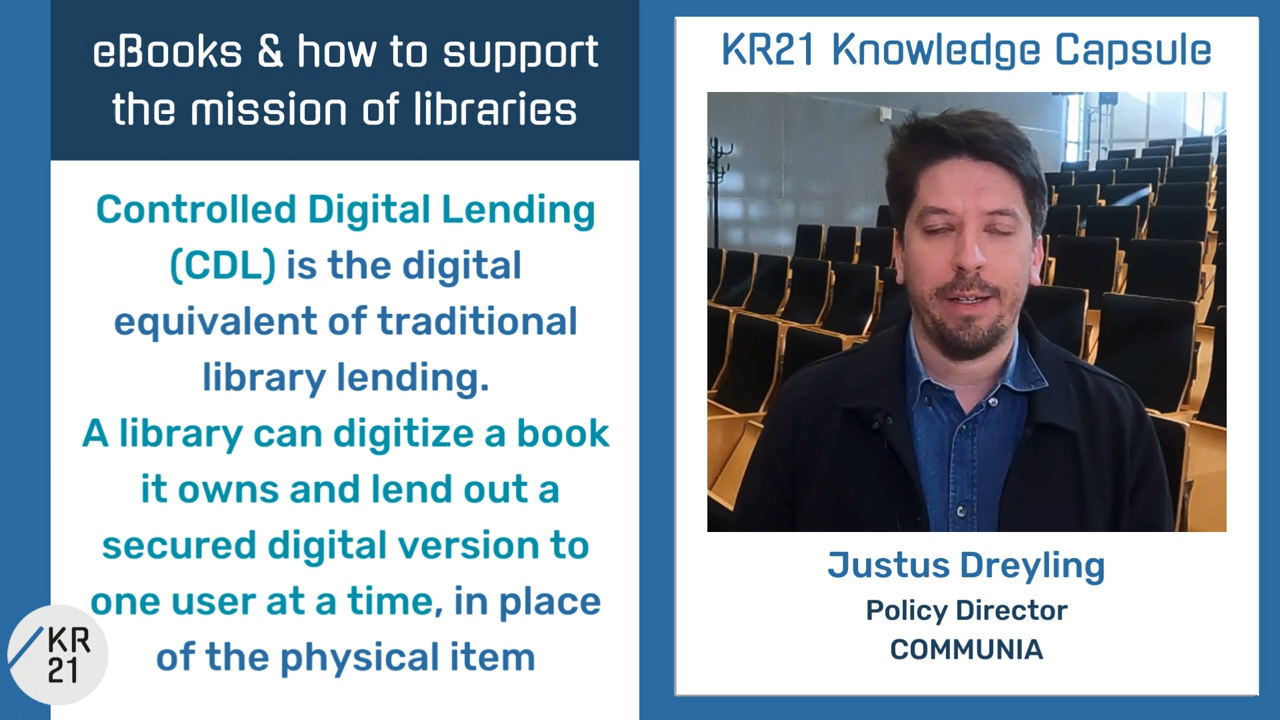 eBooks & how to support
the mission of libraries
Controlled Digital Lending
(CDL) is the digital
equivalent of traditional
library lending.
A library can digitize a book
it owns and lend out a
secured digital version to
one user at a time, in place
of the physical item
KR
21
KR21 Knowledge Capsule
Justus Dreyling
Policy Director
COMMUNIA